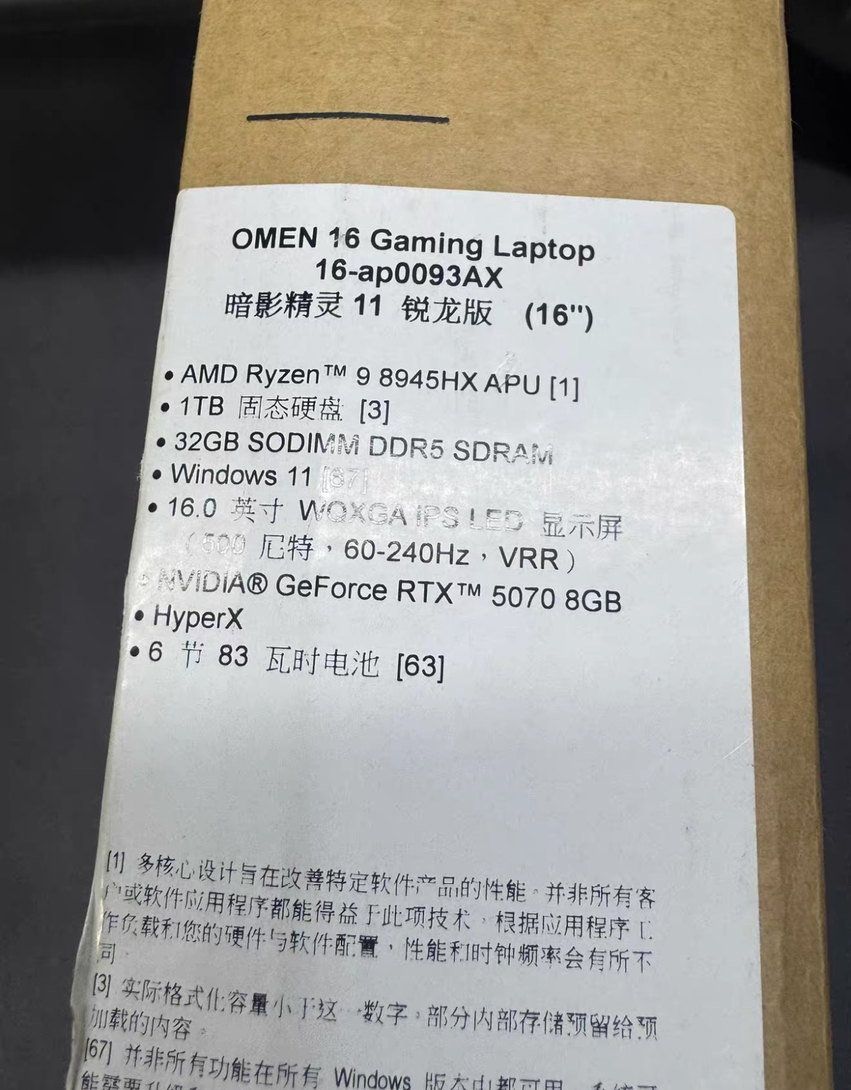 OMEN 16 Gaming Laptop
16-ap0093AX
暗影精灵 11 锐龙版 (16")
• AMD Ryzen™ 9 8945HX APU [1]
• 1TB 固态硬盘 [3]
• 32GB SODIMM DDR5 SDRAM
• Windows 11 [67]
• 16.0 英寸 WQXGA IPS LED 显示屏
(500 尼特，60-240Hz，VRR)
• NVIDIA® GeForce RTX™ 5070 8GB
• HyperX
• 6 节 83 瓦时电池 [63]
[1] 多核心设计旨在改善特定软件产品的性能。并非所有客
户或软件应用程序都能得益于此项技术。根据应用程序工
作负载和您的硬件与软件配置，性能和时钟频率会有所不
同。
[3] 实际格式化容量小于这一数字。部分内部存储预留给预
加载的内容。
[67] 并非所有功能在所有 Windows 版本中都可用。系统可
能需要升级